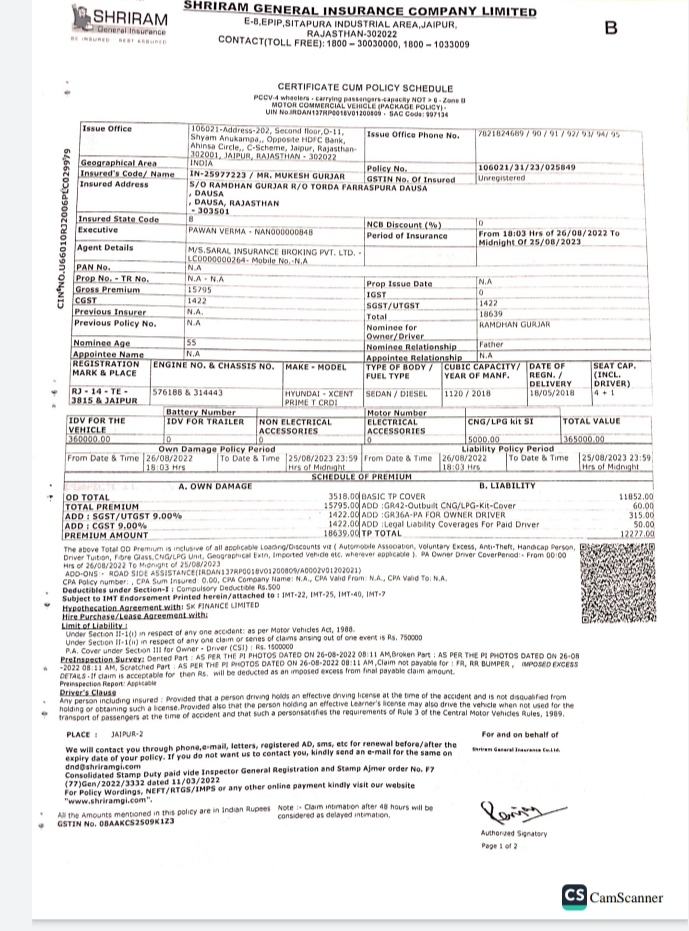 SHRIRAM
General Insurance
BE INSURED REST ASSURED
SHRIRAM GENERAL INSURANCE COMPANY LIMITED
E-8,EPIP,SITAPURA INDUSTRIAL AREA,JAIPUR,
RAJASTHAN-302022
CONTACT(TOLL FREE): 1800 - 30030000, 1800 - 1033009
B
CERTIFICATE CUM POLICY SCHEDULE
PCCV-4 wheelers - carrying passengers-capacity NOT > 6 - Zone B
MOTOR COMMERCIAL VEHICLE (PACKAGE POLICY)-
UIN No.IRDAN137RP0018V01200809 - SAC Code: 997134
CIN*NO.U66010RJ2006PLC029979
Issue Office 106021-Address-202, Second floor,D-11, Shyam Anukampa,, Opposite HDFC Bank, Ahinsa Circle,, C-Scheme, Jaipur, Rajasthan-302001, JAIPUR, RAJASTHAN - 302022 Issue Office Phone No. 7821824689 / 90 / 91 / 92/ 93/ 94/ 95
Geographical Area INDIA Policy No. 106021/31/23/025849
Insured's Code/ Name IN-25977223 / MR. MUKESH GURJAR GSTIN No. Of Insured Unregistered
Insured Address S/O RAMDHAN GURJAR R/O TORDA FARRASPURA DAUSA
, DAUSA
, DAUSA, RAJASTHAN
- 303501
Insured State Code 8 NCB Discount (%) 0
Executive PAWAN VERMA - NAN000000848 Period of Insurance From 18:03 Hrs of 26/08/2022 To Midnight Of 25/08/2023
Agent Details M/S.SARAL INSURANCE BROKING PVT. LTD. - LC0000000264- Mobile No.-N.A
PAN No. N.A
Prop No. - TR No. N.A - N.A Prop Issue Date N.A
Gross Premium 15795 IGST 0
CGST 1422 SGST/UTGST 1422
Previous Insurer N.A. Total 18639
Previous Policy No. N.A Nominee for Owner/Driver RAMDHAN GURJAR
Nominee Age 55 Nominee Relationship Father
Appointee Name N.A Appointee Relationship N.A
REGISTRATION MARK & PLACE ENGINE NO. & CHASSIS NO. MAKE - MODEL TYPE OF BODY / FUEL TYPE CUBIC CAPACITY/ YEAR OF MANF. DATE OF REGN. / DELIVERY SEAT CAP. (INCL. DRIVER)
RJ - 14 - TE - 3815 & JAIPUR 576188 & 314443 HYUNDAI - XCENT PRIME T CRDI SEDAN / DIESEL 1120 / 2018 18/05/2018 4 + 1
Battery Number Motor Number
IDV FOR THE VEHICLE IDV FOR TRAILER NON ELECTRICAL ACCESSORIES ELECTRICAL ACCESSORIES CNG/LPG kit SI TOTAL VALUE
360000.00 0 0 0 5000.00 365000.00
Own Damage Policy Period Liability Policy Period
From Date & Time 26/08/2022 18:03 Hrs To Date & Time 25/08/2023 23:59 Hrs of Midnight From Date & Time 26/08/2022 18:03 Hrs To Date & Time 25/08/2023 23:59 Hrs of Midnight
SCHEDULE OF PREMIUM
A. OWN DAMAGE B. LIABILITY
OD TOTAL 3518.00 BASIC TP COVER 11852.00
TOTAL PREMIUM 15795.00 ADD :GR42-Outbuilt CNG/LPG-Kit-Cover 60.00
ADD : SGST/UTGST 9.00% 1422.00 ADD :GR36A-PA FOR OWNER DRIVER 315.00
ADD : CGST 9.00% 1422.00 ADD :Legal Liability Coverages For Paid Driver 50.00
PREMIUM AMOUNT 18639.00 TP TOTAL 12277.00
The above Total OD Premium is inclusive of all applicable Loading/Discounts viz ( Automobile Association, Voluntary Excess, Anti-Theft, Handicap Person,
Driver Tuition, Fibre Glass,CNG/LPG Unit, Geographical Extn, Imported Vehicle etc. wherever applicable ). PA Owner Driver CoverPeriod:- From 00:00
Hrs of 26/08/2022 To Midnight Of 25/08/2023
ADD-ONS - ROAD SIDE ASSISTANCE(IRDAN137RP0018V01200809/A0002V01202021)
CPA Policy number: , CPA Sum Insured: 0.00, CPA Company Name: N.A., CPA Valid From: N.A., CPA Valid To: N.A.
Deductibles under Section-I : Compulsory Deductible Rs.500
Subject to IMT Endorsement Printed herein/attached to : IMT-22, IMT-25, IMT-40, IMT-7
Hypothecation Agreement with: SK FINANCE LIMITED
Hire Purchase/Lease Agreement with:
Limit of Liability :
Under Section II-1(i) in respect of any one accident: as per Motor Vehicles Act, 1988.
Under Section II-1(ii) in respect of any one claim or series of claims arising out of one event is Rs. 750000
P.A. Cover under Section III for Owner - Driver (CSI) : Rs. 1500000
PreInspection Survey: Dented Part : AS PER THE PI PHOTOS DATED ON 26-08-2022 08:11 AM,Broken Part : AS PER THE PI PHOTOS DATED ON 26-08
-2022 08:11 AM, Scratched Part : AS PER THE PI PHOTOS DATED ON 26-08-2022 08:11 AM,Claim not payable for : FR, RR BUMPER , IMPOSED EXCESS
DETAILS -If claim is acceptable for then Rs. will be deducted as an imposed excess from final payable claim amount.
Preinspection Report: Applicable
Driver's Clause
Any person including insured : Provided that a person driving holds an effective driving license at the time of the accident and is not disqualified from
holding or obtaining such a license.Provided also that the person holding an effective Learner's license may also drive the vehicle when not used for the
transport of passengers at the time of accident and that such a personsatisfies the requirements of Rule 3 of the Central Motor Vehicles Rules, 1989.
PLACE : JAIPUR-2 For and on behalf of
We will contact you through phone,e-mail, letters, registered AD, sms, etc for renewal before/after the
expiry date of your policy. If you do not want us to contact you, kindly send an e-mail for the same on
dnd@shriramgi.com
Shriram General Insurance Co.Ltd.
Consolidated Stamp Duty paid vide Inspector General Registration and Stamp Ajmer order No. F7
(77)Gen/2022/3332 dated 11/03/2022
For Policy Wordings, NEFT/RTGS/IMPS or any other online payment kindly visit our website
"www.shriramgi.com".
All the Amounts mentioned in this policy are in Indian Rupees Note :- Claim intimation after 48 hours will be considered as delayed intimation.
GSTIN No. 08AAKCS2509K1Z3
Authorized Signatory
Page 1 of 2
CS CamScanner